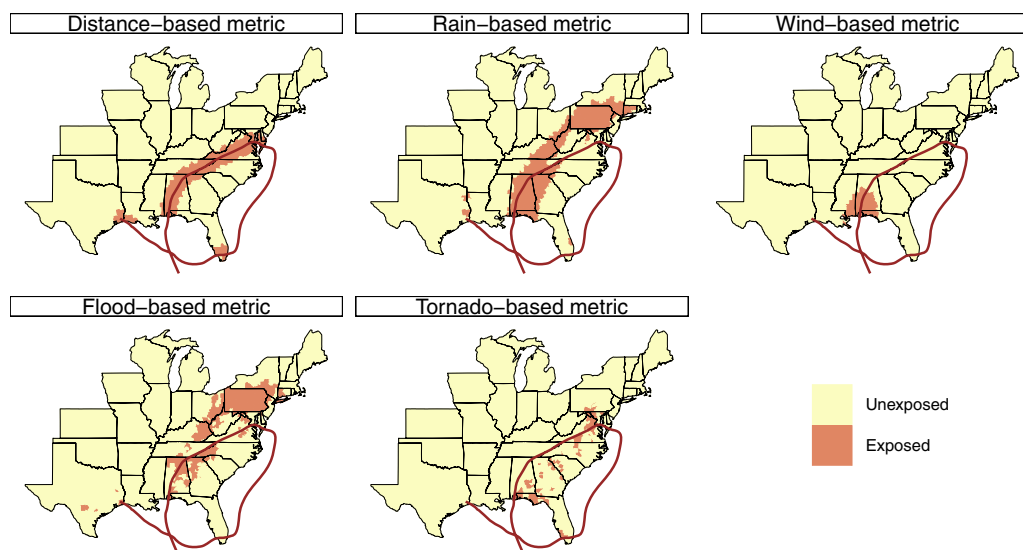 Distance−based metric
Rain−based metric
Wind−based metric
Flood−based metric
Tornado−based metric
Unexposed
Exposed